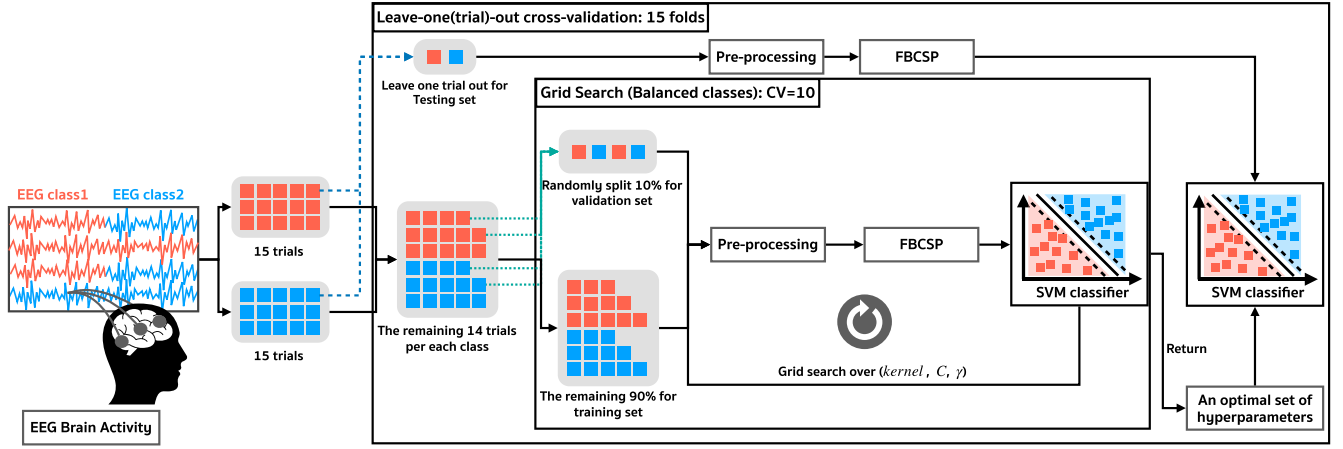 Leave-one(trial)-out cross-validation: 15 folds
Leave one trial out for
Testing set
Pre-processing
FBCSP
Grid Search (Balanced classes): CV=10
Randomly split 10% for
validation set
EEG class1
EEG class2
15 trials
15 trials
The remaining 14 trials
per each class
The remaining 90% for
training set
Pre-processing
FBCSP
SVM classifier
SVM classifier
Grid search over (kernel , C, γ)
Return
An optimal set of
hyperparameters
EEG Brain Activity